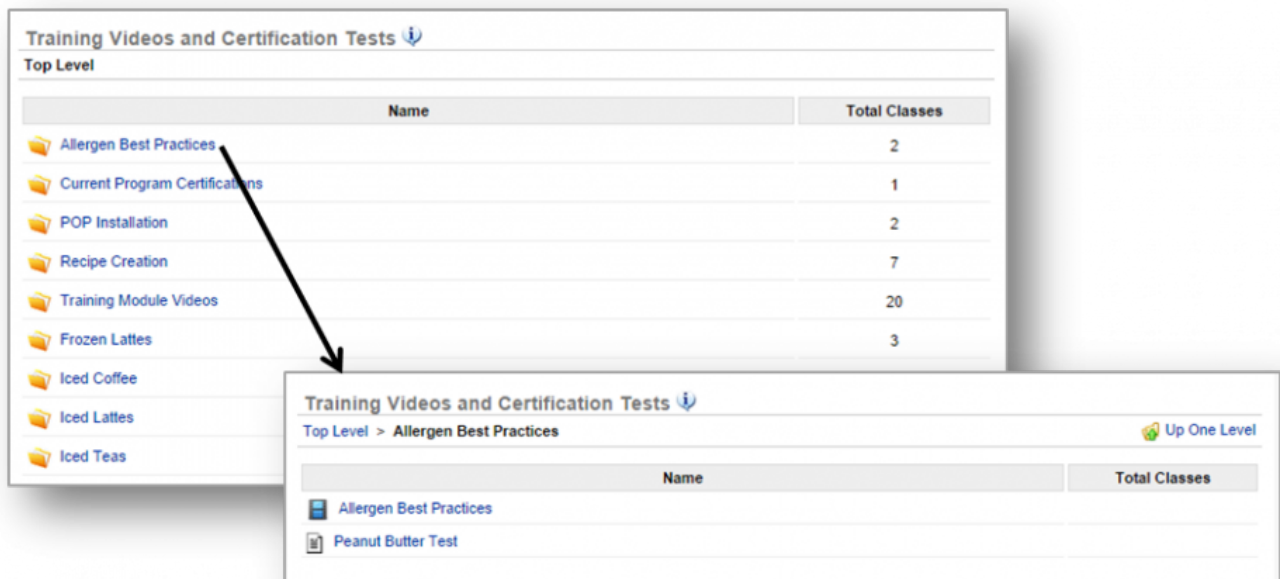 Training Videos and Certification Tests
Top Level
Name Total Classes
Allergen Best Practices 2
Current Program Certifications 1
POP Installation 2
Recipe Creation 7
Training Module Videos 20
Frozen Lattes 3
Iced Coffee
Iced Lattes
Iced Teas
Training Videos and Certification Tests
Top Level > Allergen Best Practices Up One Level
Name Total Classes
Allergen Best Practices
Peanut Butter Test